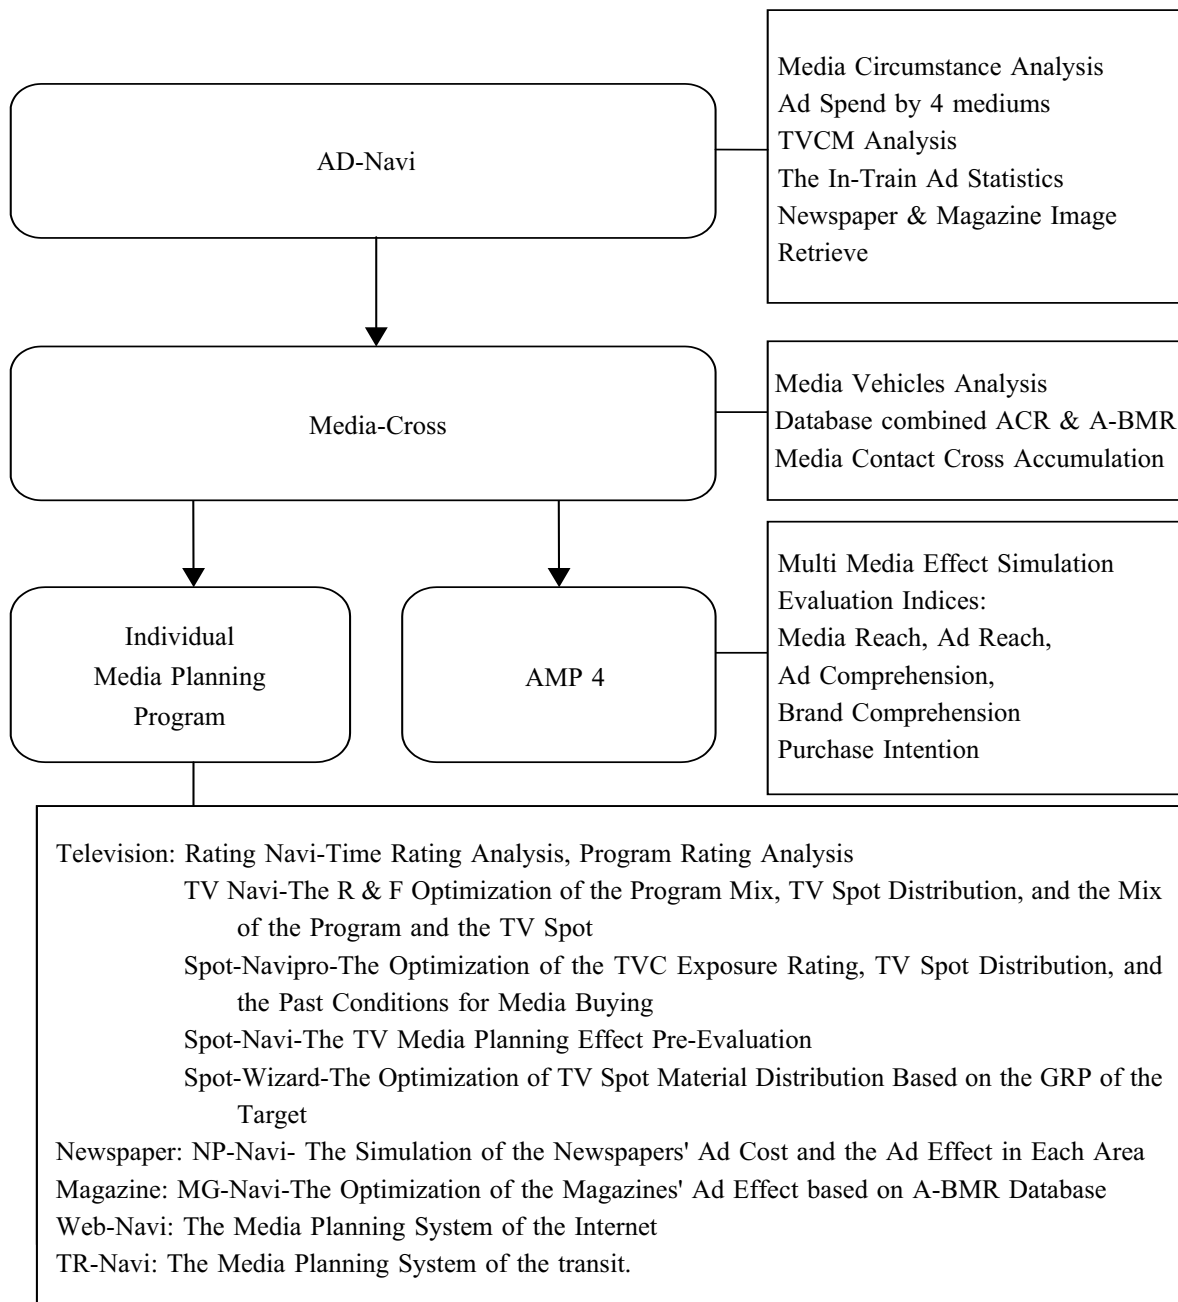 AD-Navi
Media Circumstance Analysis
Ad Spend by 4 mediums
TVCM Analysis
The In-Train Ad Statistics
Newspaper & Magazine Image
Retrieve
Media-Cross
Media Vehicles Analysis
Database combined ACR & A-BMR
Media Contact Cross Accumulation
Individual
Media Planning
Program
AMP 4
Multi Media Effect Simulation
Evaluation Indices:
Media Reach, Ad Reach,
Ad Comprehension,
Brand Comprehension
Purchase Intention
Television: Rating Navi-Time Rating Analysis, Program Rating Analysis
TV Navi-The R & F Optimization of the Program Mix, TV Spot Distribution, and the Mix
of the Program and the TV Spot
Spot-Navipro-The Optimization of the TVC Exposure Rating, TV Spot Distribution, and
the Past Conditions for Media Buying
Spot-Navi-The TV Media Planning Effect Pre-Evaluation
Spot-Wizard-The Optimization of TV Spot Material Distribution Based on the GRP of the
Target
Newspaper: NP-Navi- The Simulation of the Newspapers' Ad Cost and the Ad Effect in Each Area
Magazine: MG-Navi-The Optimization of the Magazines' Ad Effect based on A-BMR Database
Web-Navi: The Media Planning System of the Internet
TR-Navi: The Media Planning System of the transit.